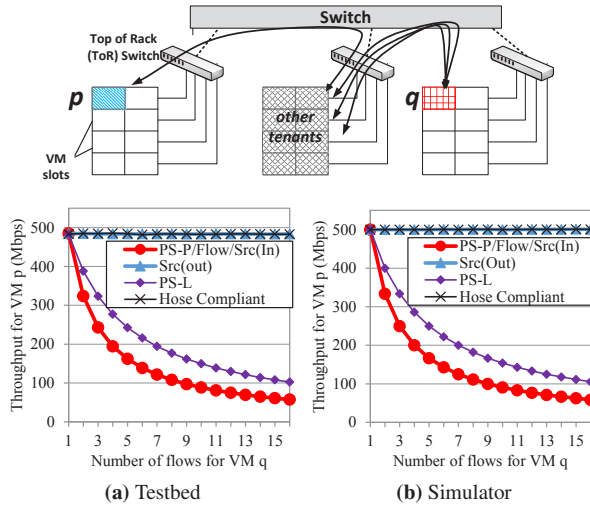 Switch
Top of Rack
(ToR) Switch
p
q
other
tenants
VM
slots
Throughput for VM p (Mbps)
500
400
300
200
100
0
PS-P/Flow/Src(In)
Src(out)
PS-L
Hose Compliant
1 3 5 7 9 11 13 15
Number of flows for VM q
(a) Testbed
Throughput for VM p (Mbps)
500
400
300
200
100
0
PS-P/Flow/Src(In)
Src(Out)
PS-L
Hose Compliant
1 3 5 7 9 11 13 15
Number of flows for VM q
(b) Simulator